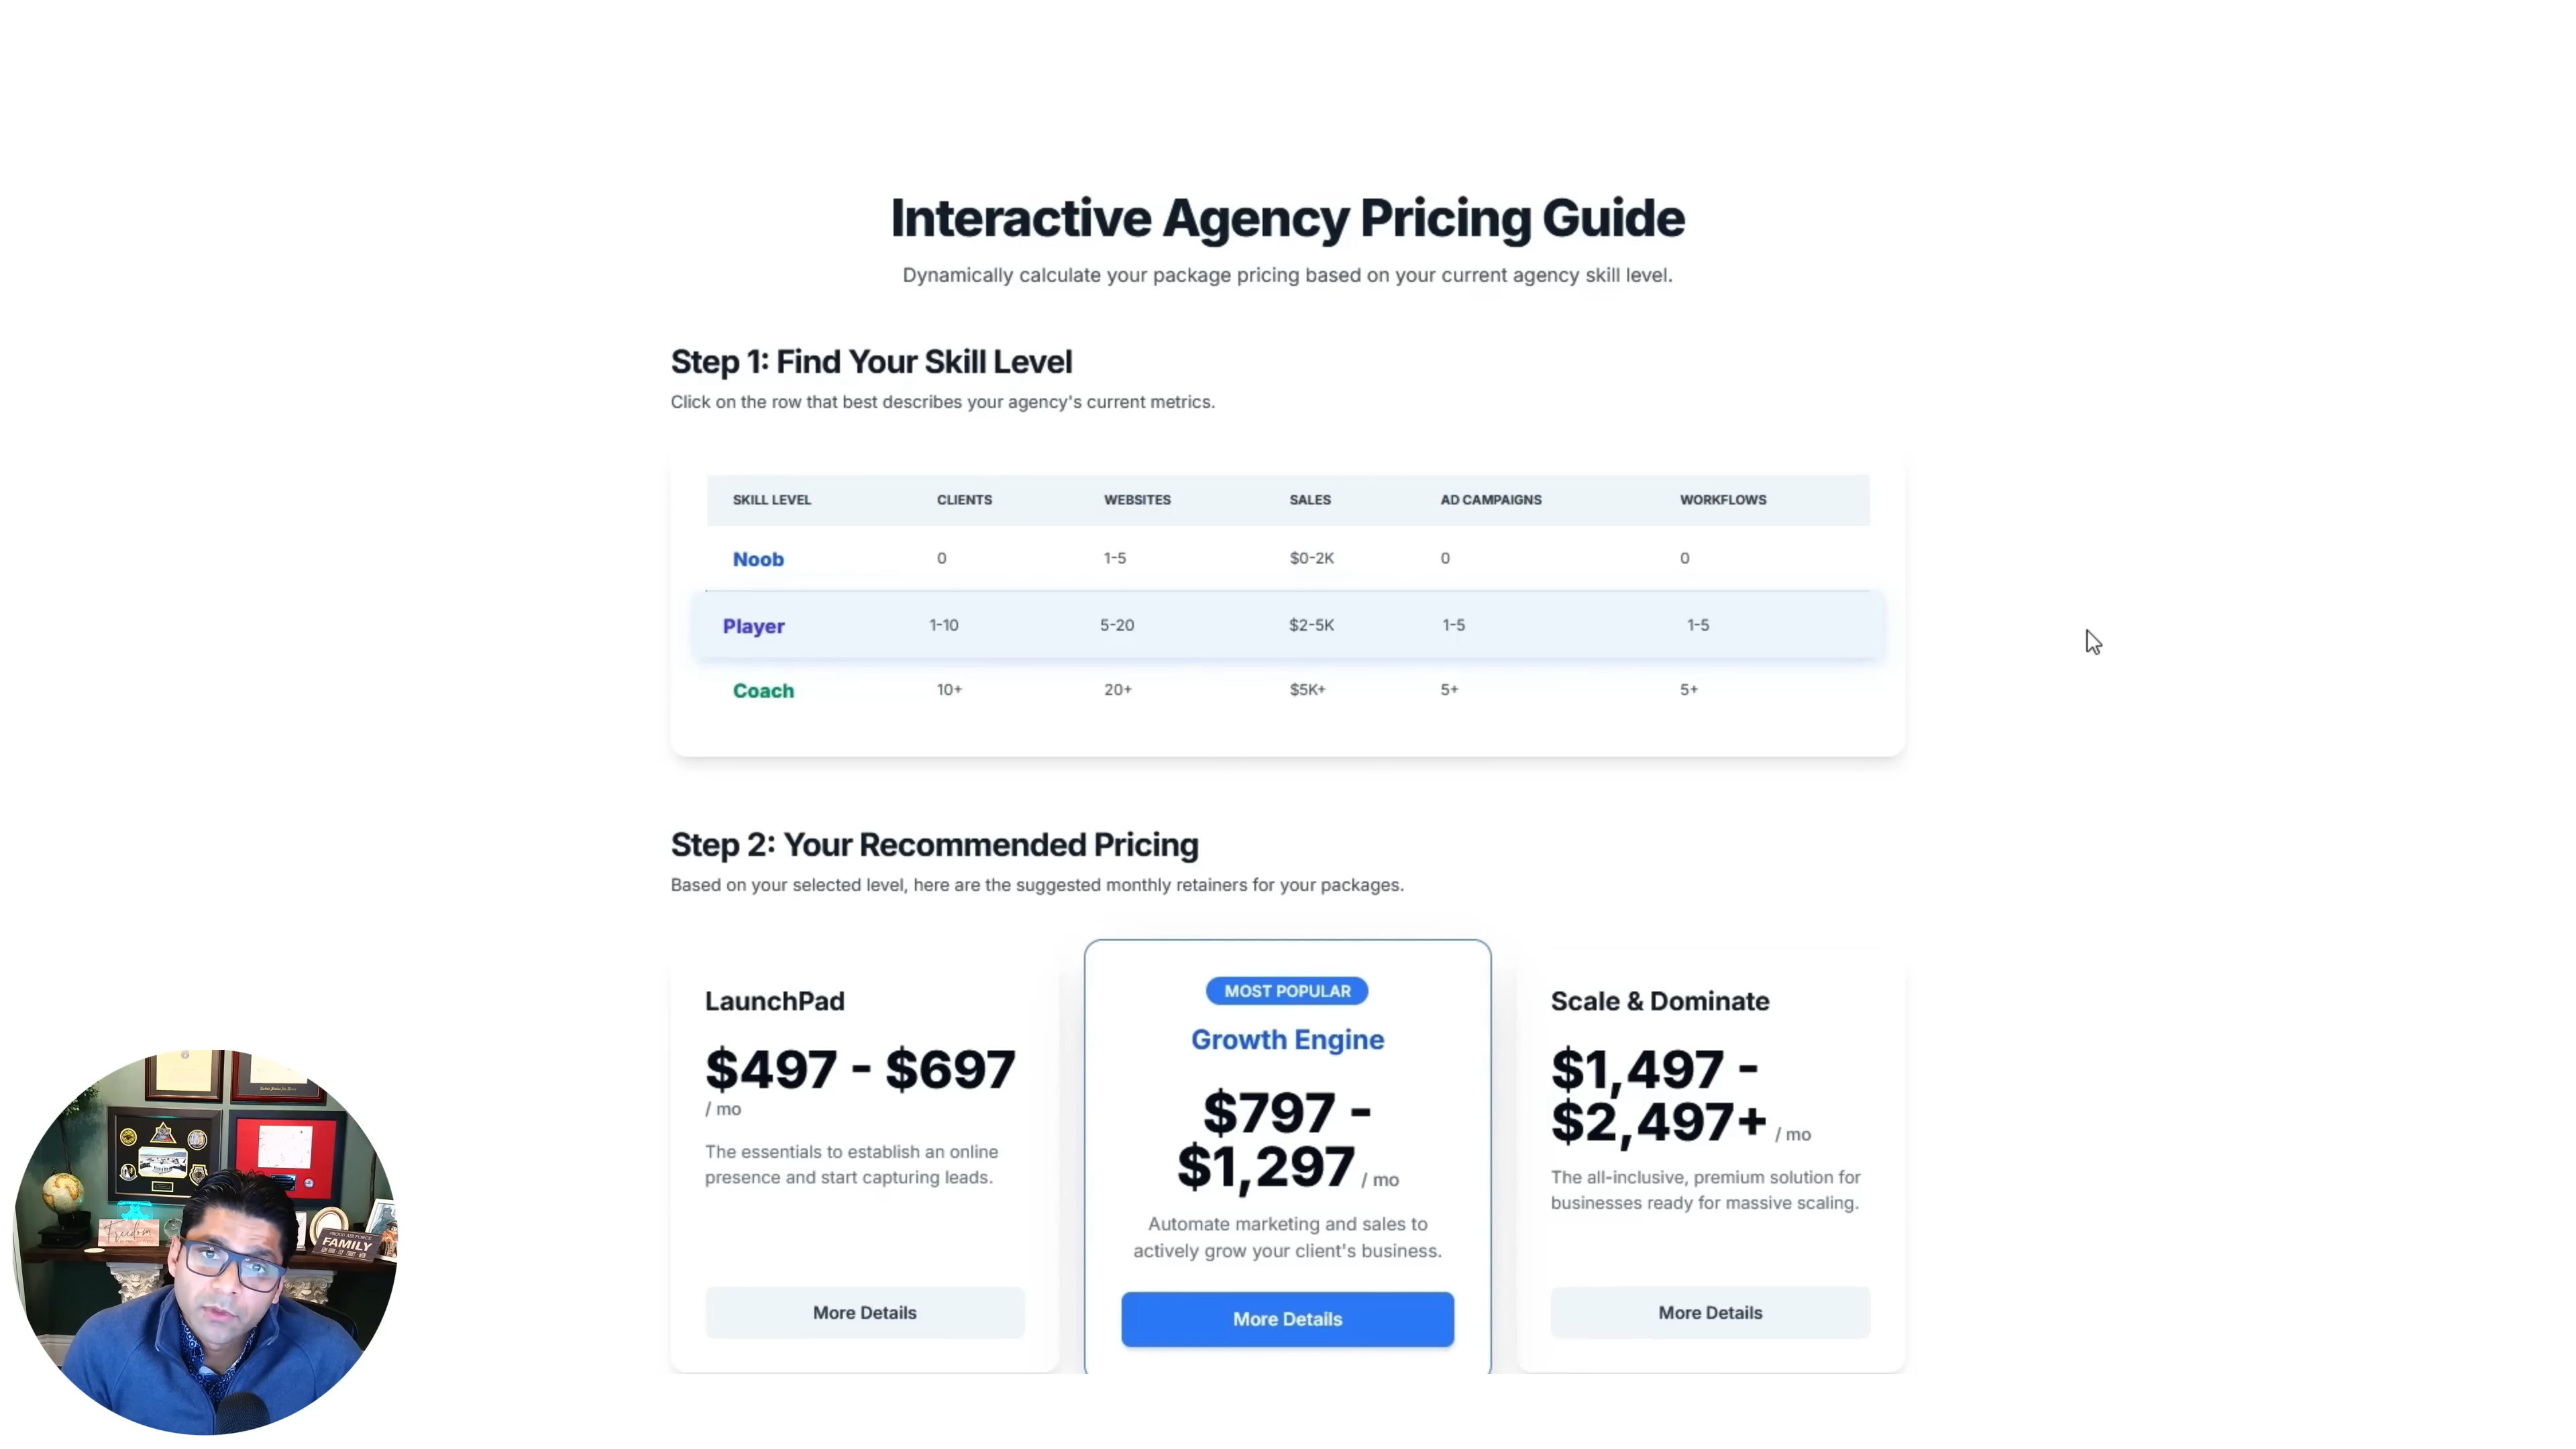 Interactive Agency Pricing Guide
Dynamically calculate your package pricing based on your current agency skill level.
Step 1: Find Your Skill Level
Click on the row that best describes your agency's current metrics.
SKILL LEVEL CLIENTS WEBSITES SALES AD CAMPAIGNS WORKFLOWS
Noob 0 1-5 $0-2K 0 0
Player 1-10 5-20 $2-5K 1-5 1-5
Coach 10+ 20+ $5K+ 5+ 5+
Step 2: Your Recommended Pricing
Based on your selected level, here are the suggested monthly retainers for your packages.
LaunchPad
$497 - $697
/ mo
The essentials to establish an online
presence and start capturing leads.
More Details
MOST POPULAR
Growth Engine
$797 -
$1,297 / mo
Automate marketing and sales to
actively grow your client's business.
More Details
Scale & Dominate
$1,497 -
$2,497+ / mo
The all-inclusive, premium solution for
businesses ready for massive scaling.
More Details
Freedom
FAMILY